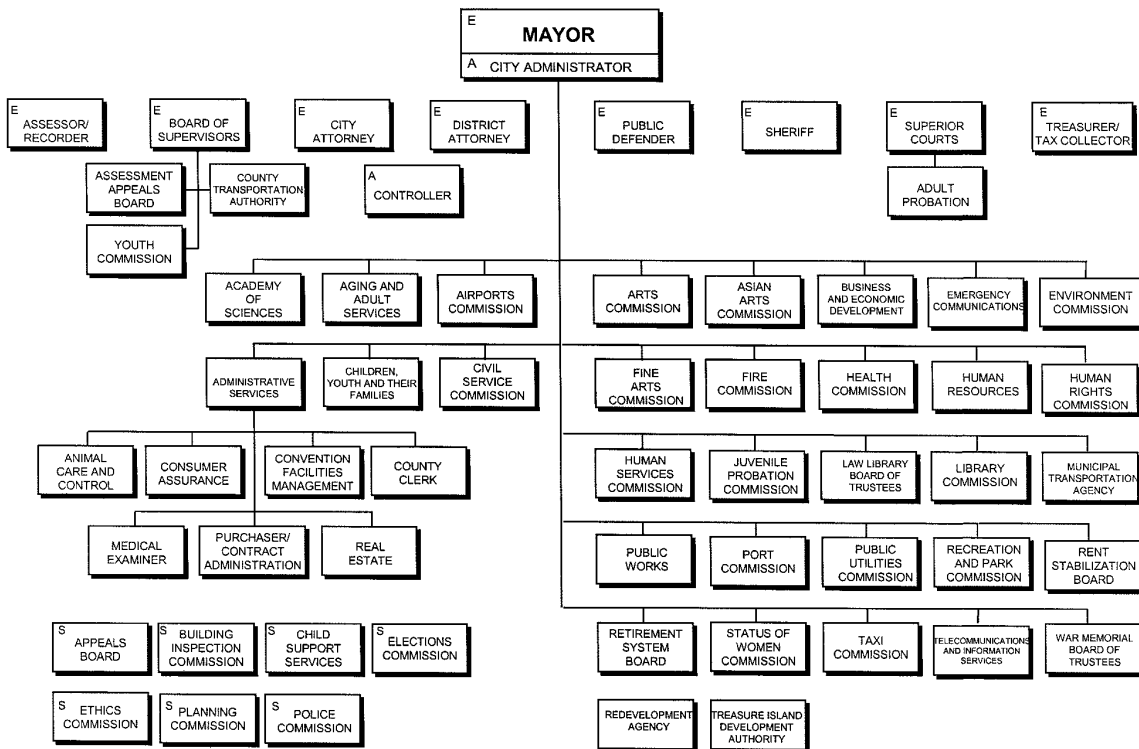 E
MAYOR
A CITY ADMINISTRATOR
E
ASSESSOR/
RECORDER
E
BOARD OF
SUPERVISORS
E
CITY
ATTORNEY
E
DISTRICT
ATTORNEY
E
PUBLIC
DEFENDER
E
SHERIFF
E
SUPERIOR
COURTS
E
TREASURER/
TAX COLLECTOR
ASSESSMENT
APPEALS
BOARD
COUNTY
TRANSPORTATION
AUTHORITY
A
CONTROLLER
ADULT
PROBATION
YOUTH
COMMISSION
ACADEMY
OF
SCIENCES
AGING AND
ADULT
SERVICES
AIRPORTS
COMMISSION
ARTS
COMMISSION
ASIAN
ARTS
COMMISSION
BUSINESS
AND ECONOMIC
DEVELOPMENT
EMERGENCY
COMMUNICATIONS
ENVIRONMENT
COMMISSION
ADMINISTRATIVE
SERVICES
CHILDREN,
YOUTH AND THEIR
FAMILIES
CIVIL
SERVICE
COMMISSION
FINE
ARTS
COMMISSION
FIRE
COMMISSION
HEALTH
COMMISSION
HUMAN
RESOURCES
HUMAN
RIGHTS
COMMISSION
ANIMAL
CARE AND
CONTROL
CONSUMER
ASSURANCE
CONVENTION
FACILITIES
MANAGEMENT
COUNTY
CLERK
HUMAN
SERVICES
COMMISSION
JUVENILE
PROBATION
COMMISSION
LAW LIBRARY
BOARD OF
TRUSTEES
LIBRARY
COMMISSION
MUNICIPAL
TRANSPORTATION
AGENCY
MEDICAL
EXAMINER
PURCHASER/
CONTRACT
ADMINISTRATION
REAL
ESTATE
PUBLIC
WORKS
PORT
COMMISSION
PUBLIC
UTILITIES
COMMISSION
RECREATION
AND PARK
COMMISSION
RENT
STABILIZATION
BOARD
S
APPEALS
BOARD
S
BUILDING
INSPECTION
COMMISSION
S
CHILD
SUPPORT
SERVICES
S
ELECTIONS
COMMISSION
RETIREMENT
SYSTEM
BOARD
STATUS OF
WOMEN
COMMISSION
TAXI
COMMISSION
TELECOMMUNICATIONS
AND INFORMATION
SERVICES
WAR MEMORIAL
BOARD OF
TRUSTEES
S
ETHICS
COMMISSION
S
PLANNING
COMMISSION
S
POLICE
COMMISSION
REDEVELOPMENT
AGENCY
TREASURE ISLAND
DEVELOPMENT
AUTHORITY